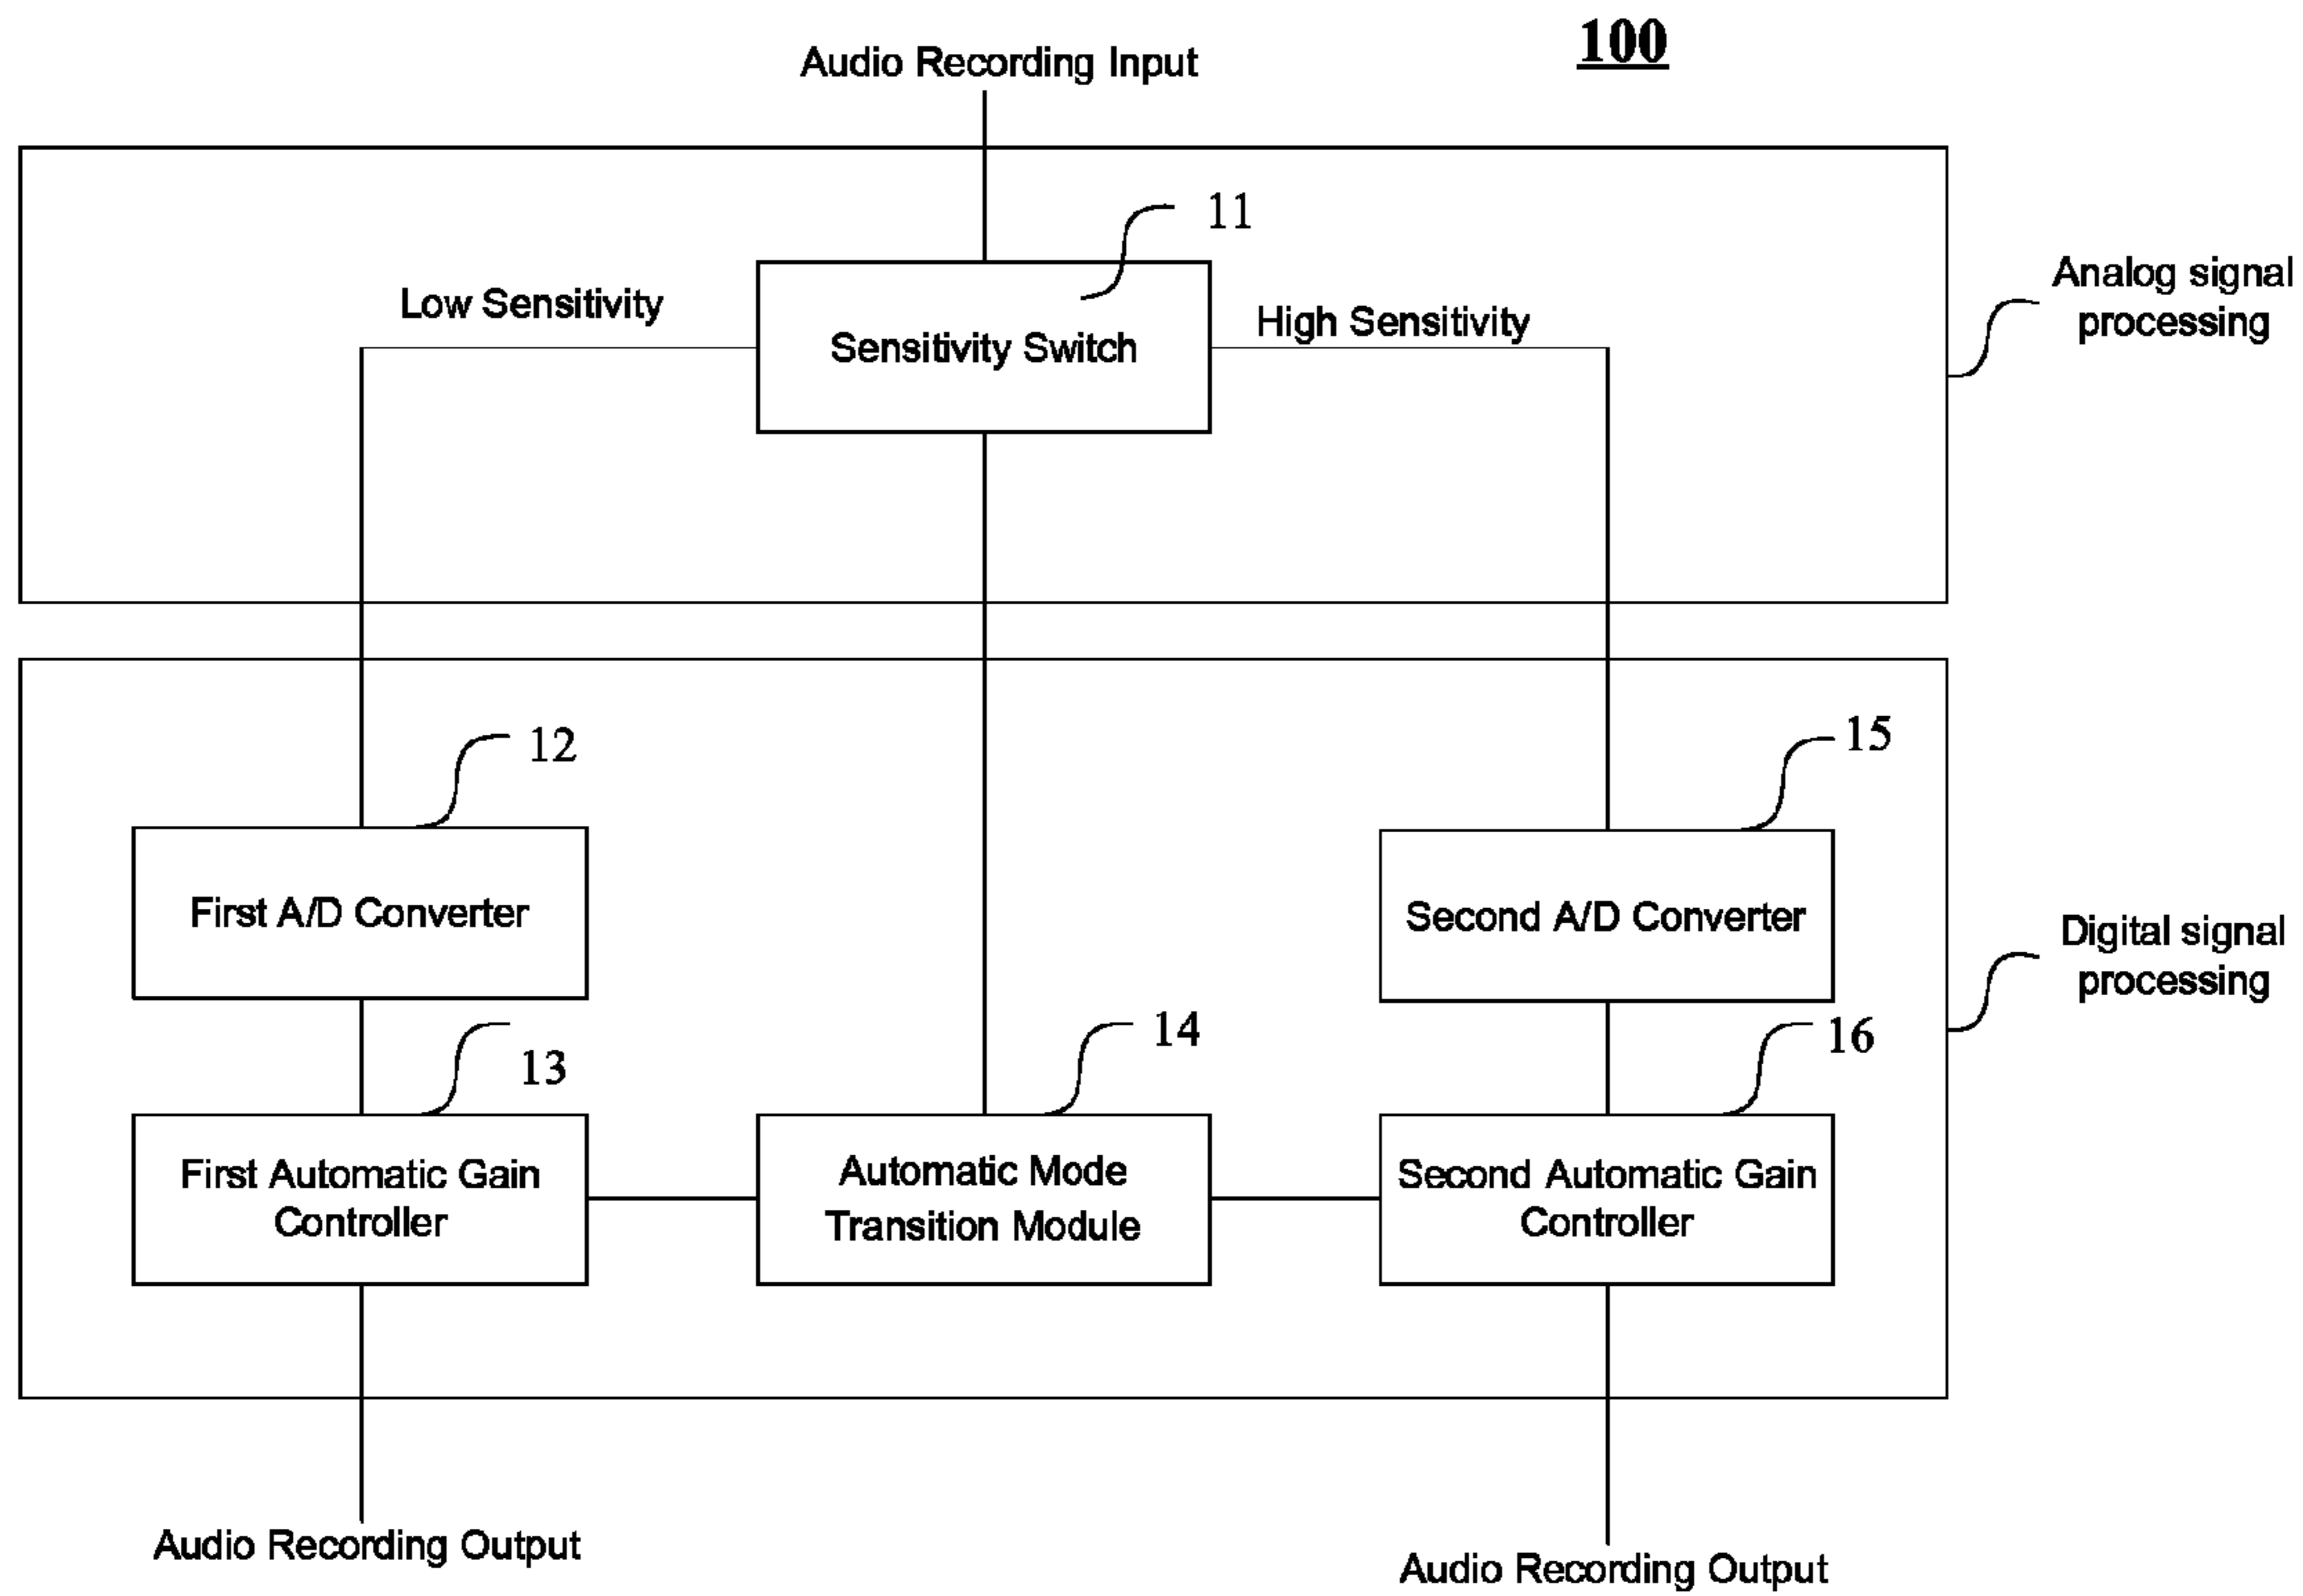 100
Audio Recording Input
11
Analog signal
processing
Low Sensitivity
High Sensitivity
Sensitivity Switch
12
15
First A/D Converter
Second A/D Converter
Digital signal
processing
13
14
16
First Automatic Gain
Controller
Automatic Mode
Transition Module
Second Automatic Gain
Controller
Audio Recording Output
Audio Recording Output